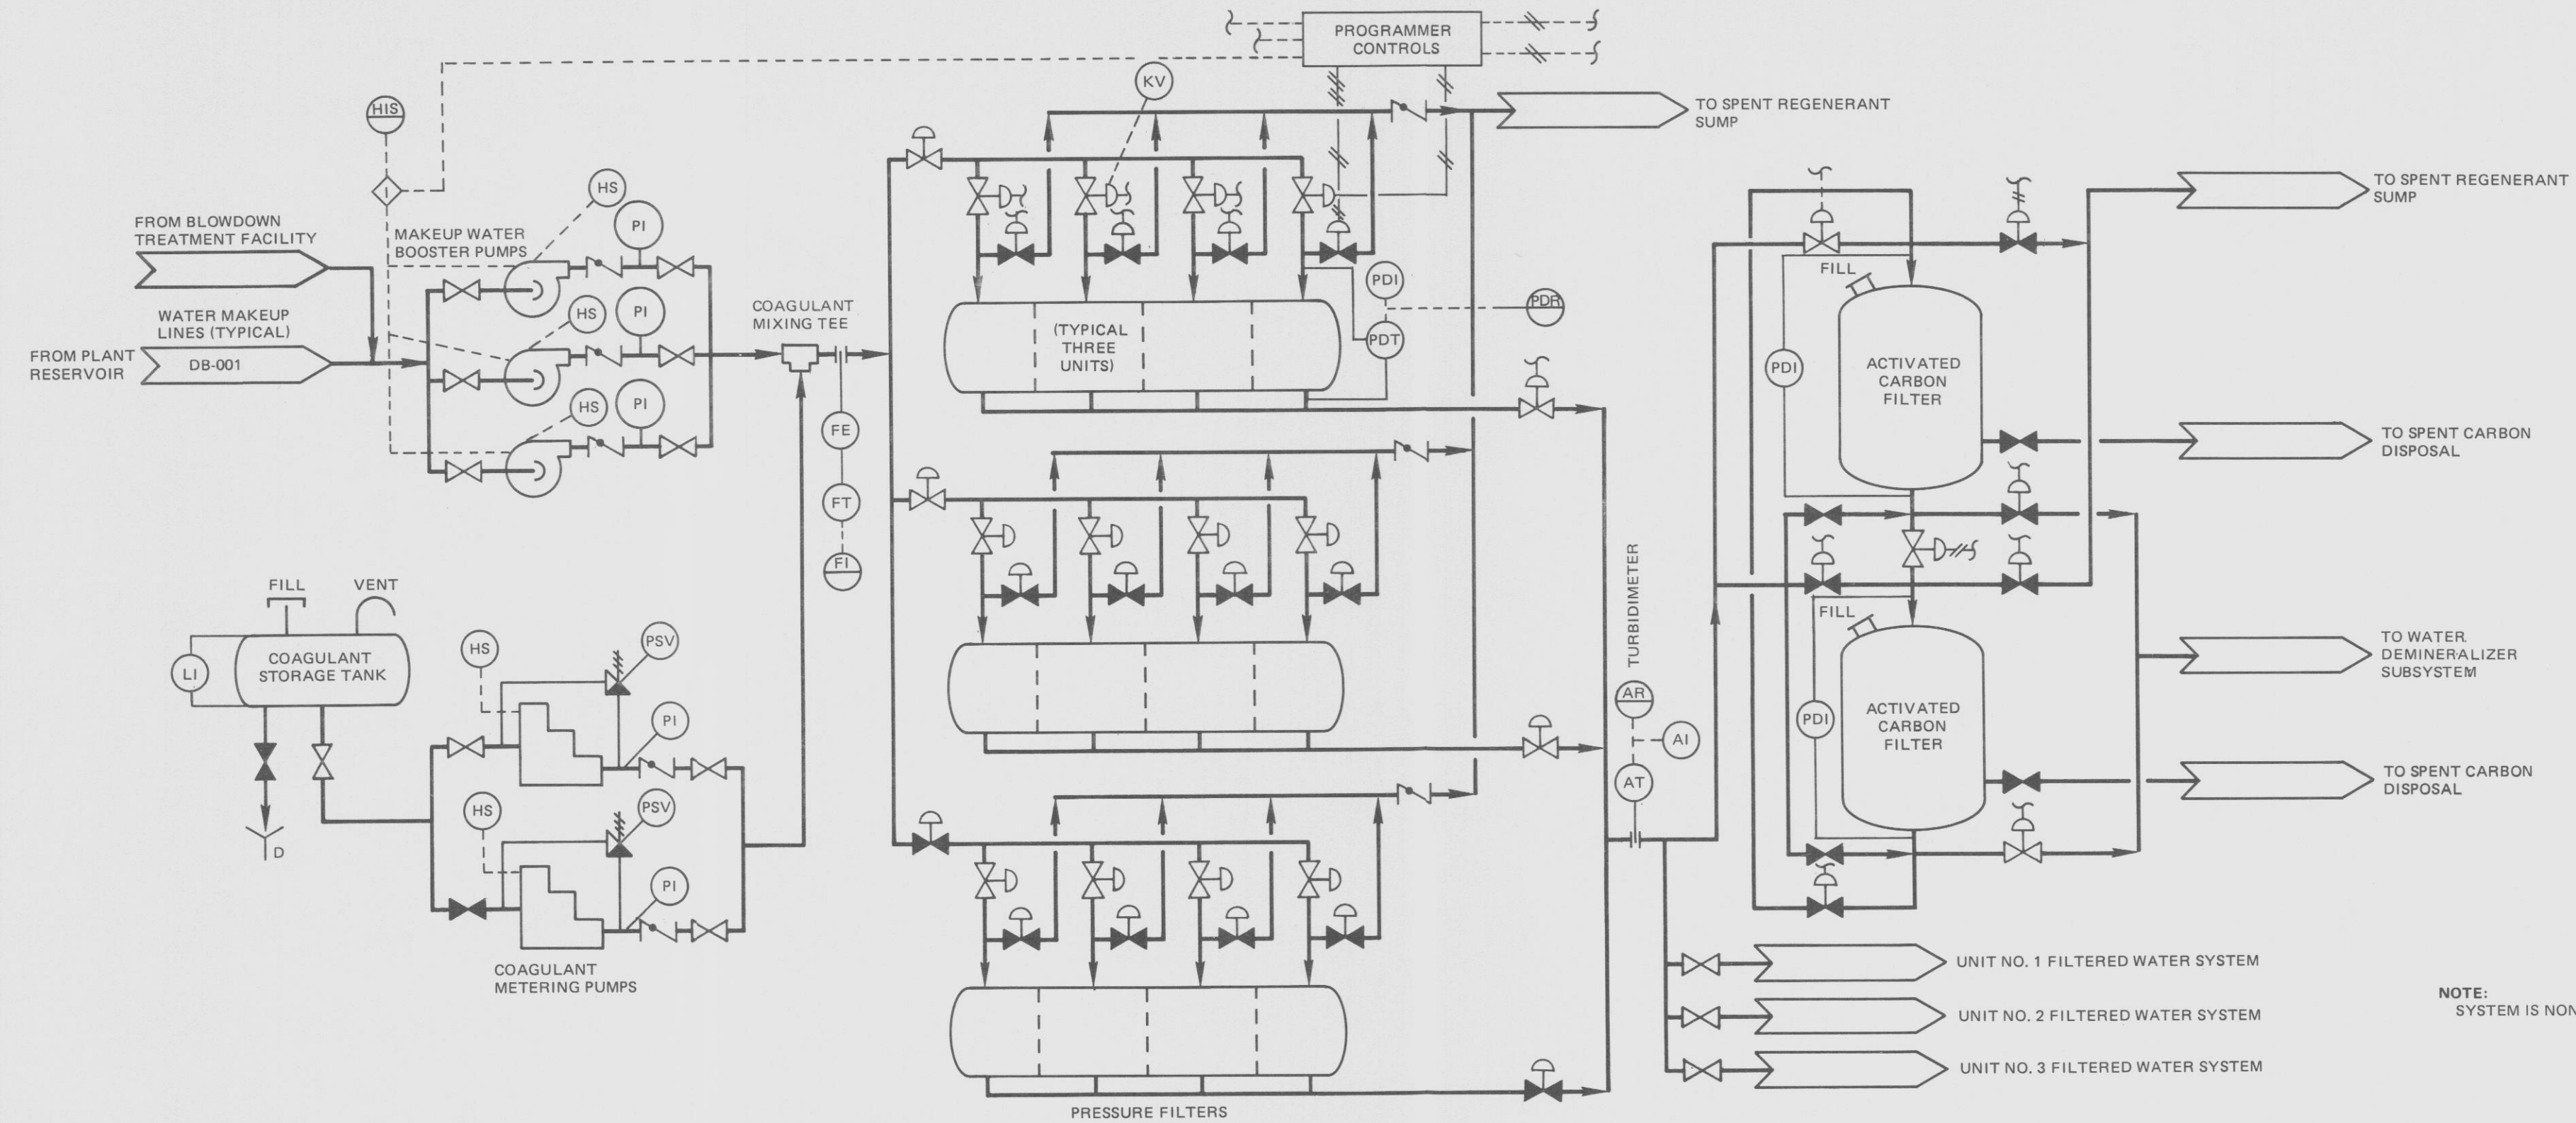 PROGRAMMER
CONTROLS
KV
HIS
TO SPENT REGENERANT
SUMP
HS
PI
FROM BLOWDOWN
TREATMENT FACILITY
MAKEUP WATER
BOOSTER PUMPS
TO SPENT REGENERANT
SUMP
FILL
WATER MAKEUP
LINES (TYPICAL)
HS
PI
COAGULANT
MIXING TEE
PDI
PDR
FROM PLANT
RESERVOIR
DB-001
(TYPICAL
THREE
UNITS)
PDT
PDI
ACTIVATED
CARBON
FILTER
HS
PI
FE
TO SPENT CARBON
DISPOSAL
FT
FI
TURBIDIMETER
FILL
VENT
FILL
LI
COAGULANT
STORAGE TANK
HS
PSV
TO WATER
DEMINERALIZER
SUBSYSTEM
AR
PI
AI
PDI
ACTIVATED
CARBON
FILTER
AT
HS
PSV
TO SPENT CARBON
DISPOSAL
D
PI
COAGULANT
METERING PUMPS
UNIT NO. 1 FILTERED WATER SYSTEM
NOTE:
SYSTEM IS NON
UNIT NO. 2 FILTERED WATER SYSTEM
UNIT NO. 3 FILTERED WATER SYSTEM
PRESSURE FILTERS